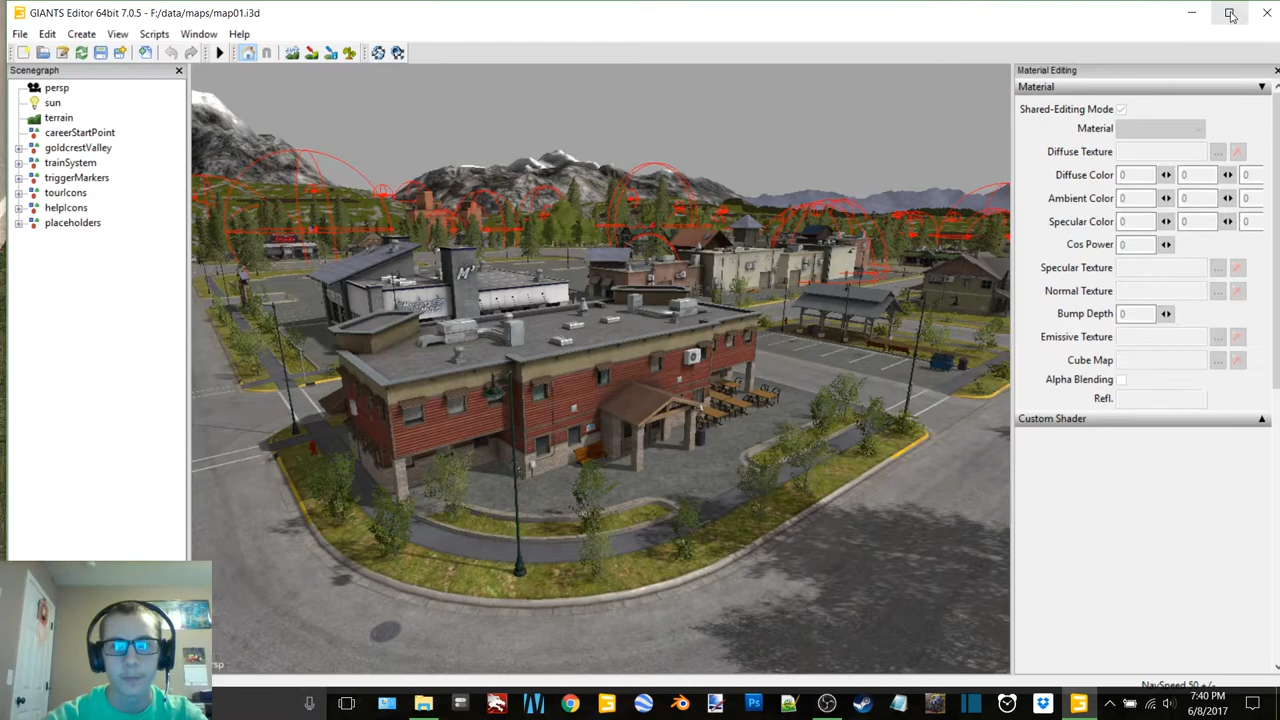 GIANTS Editor 64bit 7.0.5 - F:/data/maps/map01.i3d
File Edit Create View Scripts Window Help
Scenegraph
Material Editing
persp
sun
terrain
careerStartPoint
goldcrestValley
trainSystem
triggerMarkers
tourIcons
helpIcons
placeholders
Material
Shared-Editing Mode
Material
Diffuse Texture ...
Diffuse Color 0 0 0
Ambient Color 0 0 0
Specular Color 0 0 0
Cos Power 0
Specular Texture ...
Normal Texture ...
Bump Depth 0
Emissive Texture ...
Cube Map ...
Alpha Blending
Refl.
Custom Shader
M'
rsp
NavSpeed 50 +/-
Ps
7:40 PM
6/8/2017